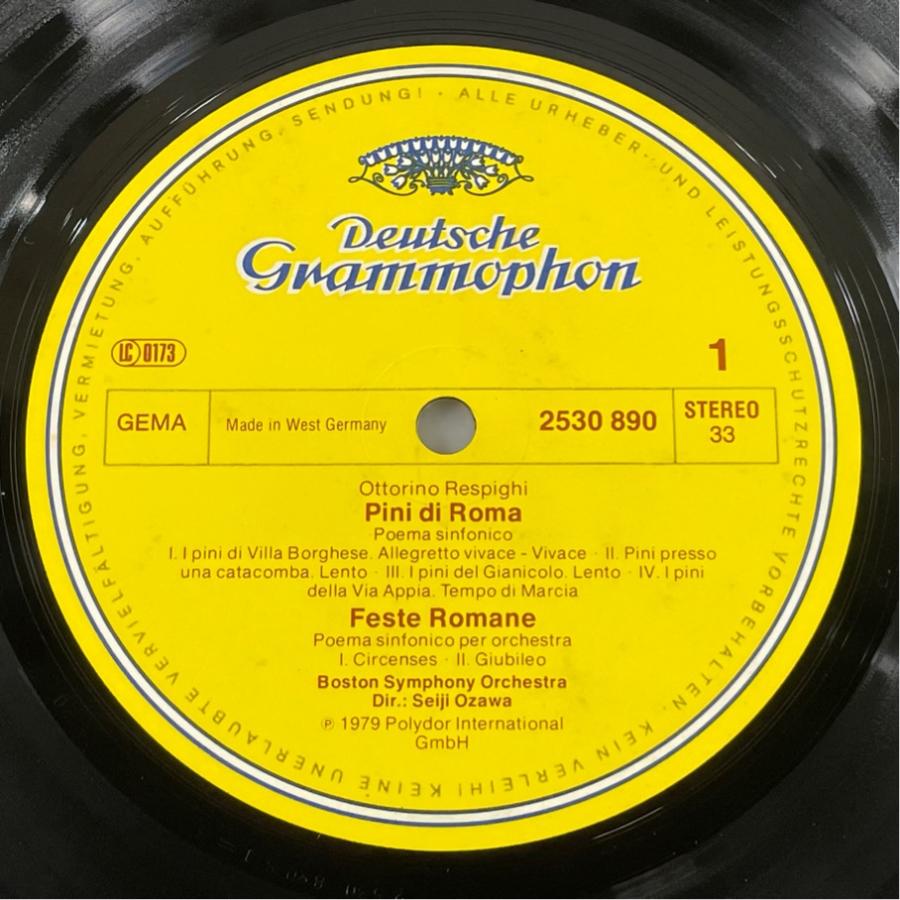 ALLE URHEBER- UND LEISTUNGSSCHUTZRECHTE VORBEHALTEN. KEIN VERLEIH! KEINE UNERLAUBTE VERVIELFÄLTIGUNG, VERMIETUNG, AUFFÜHRUNG, SENDUNG! ·
Deutsche
Grammophon
LC 0173
1
GEMA
Made in West Germany
2530 890
STEREO
33
Ottorino Respighi
Pini di Roma
Poema sinfonico
I. I pini di Villa Borghese. Allegretto vivace - Vivace · II. Pini presso
una catacomba. Lento · III. I pini del Gianicolo. Lento · IV. I pini
della Via Appia. Tempo di Marcia
Feste Romane
Poema sinfonico per orchestra
I. Circenses · II. Giubileo
Boston Symphony Orchestra
Dir.: Seiji Ozawa
℗ 1979 Polydor International
GmbH